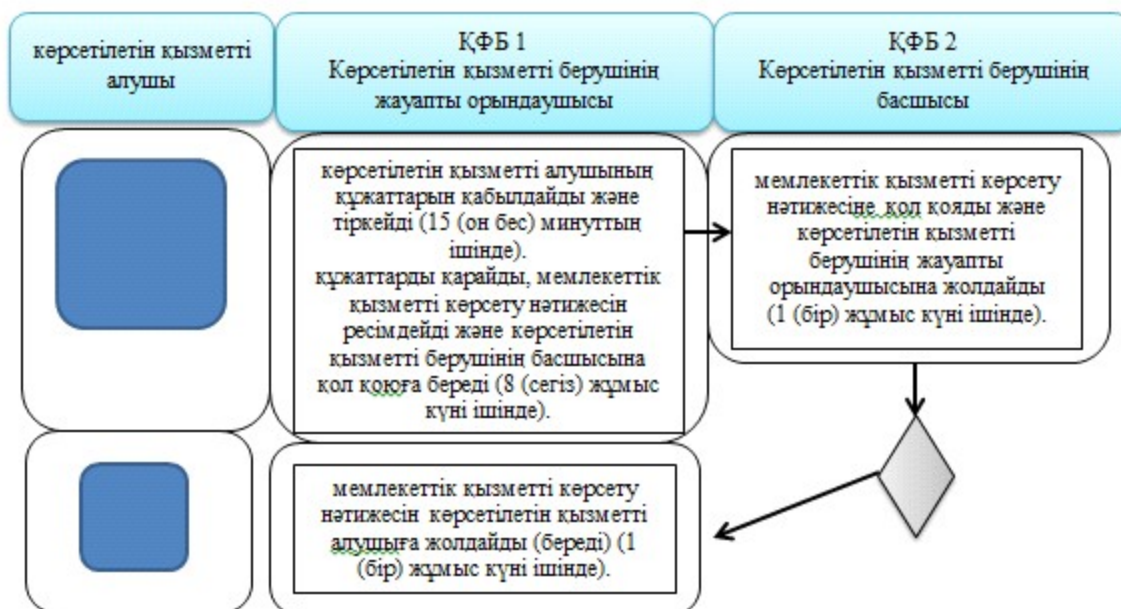 көрсетілетін қызметті
алушы
ҚФБ 1
Көрсетілетін қызметті берушінің
жауапты орындаушысы
ҚФБ 2
Көрсетілетін қызметті берушінің
басшысы
көрсетілетін қызметті алушының
құжаттарын қабылдайды және
тіркейді (15 (он бес) минуттың
ішінде).
құжаттарды қарайды, мемлекеттік
қызметті көрсету нәтижесін
ресімдейді және көрсетілетін
қызметті берушінің басшысына
қол қоюға береді (8 (сегіз) жұмыс
күні ішінде).
мемлекеттік қызметті көрсету
нәтижесіне қол қояды және
көрсетілетін қызметті
берушінің жауапты
орындаушысына жолдайды
(1 (бір) жұмыс күні ішінде).
мемлекеттік қызметті көрсету
нәтижесін көрсетілетін қызметті
алушыға жолдайды (береді) (1
(бір) жұмыс күні ішінде).